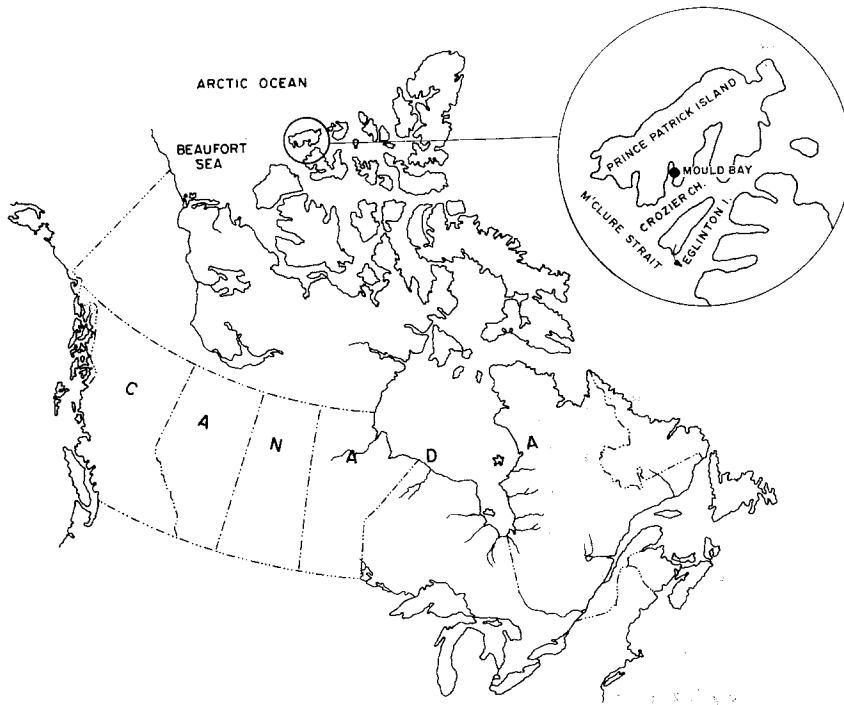 ARCTIC OCEAN
BEAUFORT
SEA
PRINCE PATRICK ISLAND
MOULD BAY
CROZIER CH.
EGLINTON I.
M'CLURE STRAIT
C A N A D A